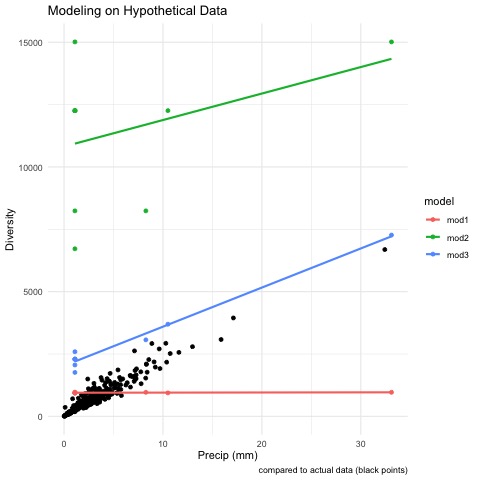 Modeling on Hypothetical Data
15000
10000
5000
0
Diversity
0 10 20 30
Precip (mm)
model
mod1
mod2
mod3
compared to actual data (black points)